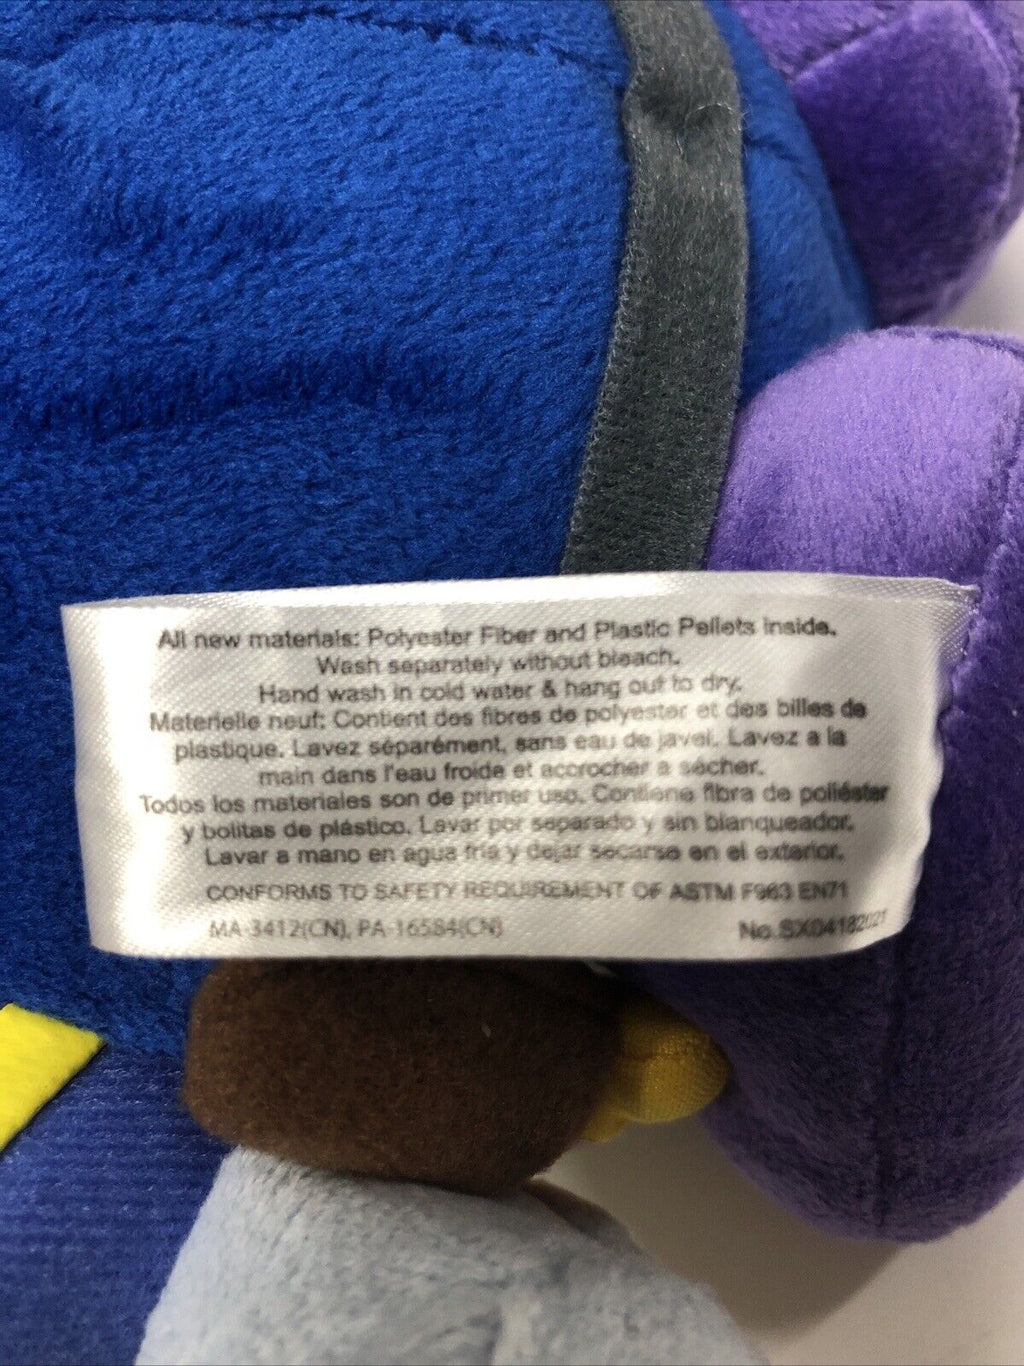 All new materials: Polyester Fiber and Plastic Pellets inside.
Wash separately without bleach.
Hand wash in cold water & hang out to dry.
Materielle neuf: Contient des fibres de polyester et des billes de
plastique. Lavez séparément, sans eau de javel. Lavez a la
main dans l'eau froide et accrocher a sécher.
Todos los materiales son de primer uso. Contiene fibra de poliéster
y bolitas de plástico. Lavar por separado y sin blanqueador.
Lavar a mano en agua fria y dejar secarse en el exterior.
CONFORMS TO SAFETY REQUIREMENT OF ASTM F963 EN71
MA-3412(CN), PA-16584(CN)
No.SX04182021